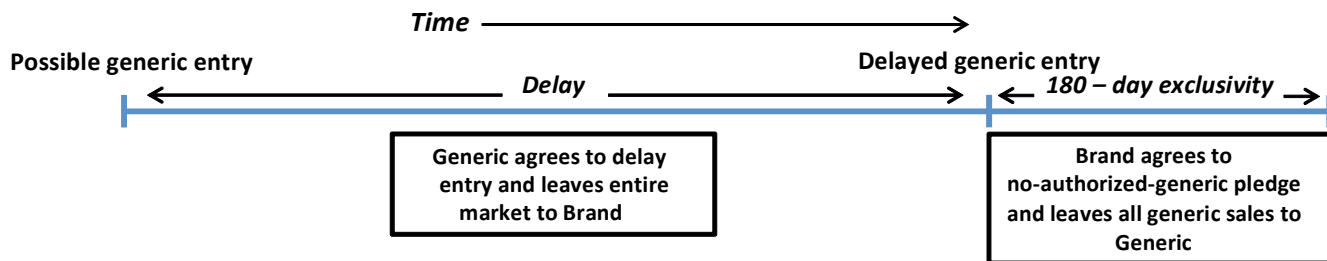 Time
Possible generic entry
Delayed generic entry
Delay
180 – day exclusivity
Generic agrees to delay
entry and leaves entire
market to Brand
Brand agrees to
no-authorized-generic pledge
and leaves all generic sales to
Generic